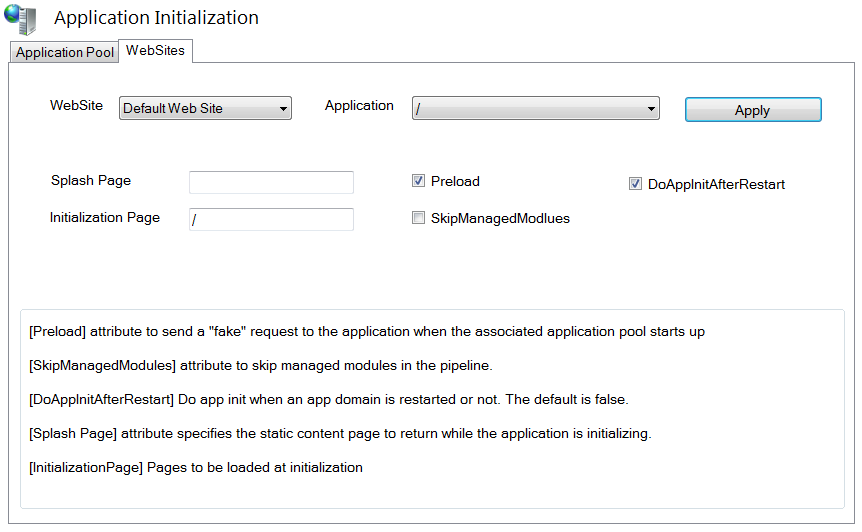 Application Initialization
Application Pool WebSites
WebSite Default Web Site Application / Apply
Splash Page Preload DoAppInitAfterRestart
Initialization Page / SkipManagedModlues
[Preload] attribute to send a "fake" request to the application when the associated application pool starts up
[SkipManagedModules] attribute to skip managed modules in the pipeline.
[DoAppInitAfterRestart] Do app init when an app domain is restarted or not. The default is false.
[Splash Page] attribute specifies the static content page to return while the application is initializing.
[InitializationPage] Pages to be loaded at initialization